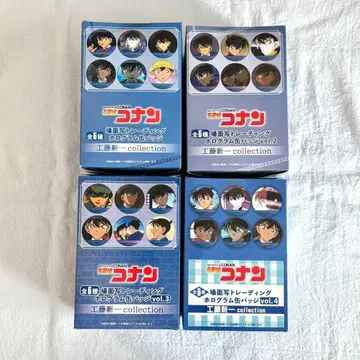 名探偵コナン
全6種
場面写トレーディング
ホログラム缶バッジ
工藤新一 collection
名探偵コナン
全6種
場面写トレーディング
ホログラム缶バッジ vol.2
工藤新一 collection
名探偵コナン
全6種
場面写トレーディング
ホログラム缶バッジ vol.3
工藤新一 collection
名探偵コナン
全6種
場面写トレーディング
ホログラム缶バッジ vol.4
工藤新一 collection